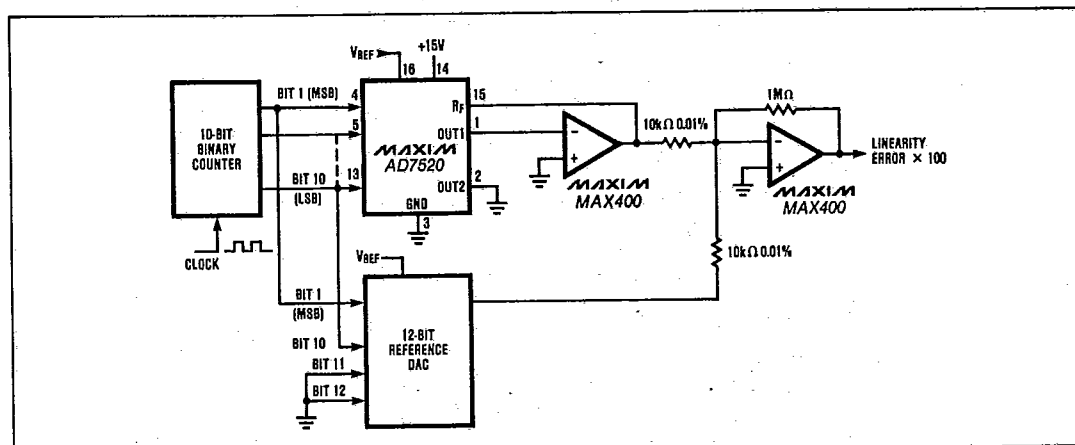 VREF
+15V
16
14
BIT 1 (MSB)
4
5
13
BIT 10
(LSB)
10-BIT
BINARY
COUNTER
CLOCK
MAXIM
AD7520
RF
OUT1
OUT2
GND
15
1
2
3
MAXIM
MAX400
10kΩ 0.01%
1MΩ
MAXIM
MAX400
LINEARITY
ERROR × 100
10kΩ 0.01%
VREF
BIT 1
(MSB)
BIT 10
BIT 11
BIT 12
12-BIT
REFERENCE
DAC